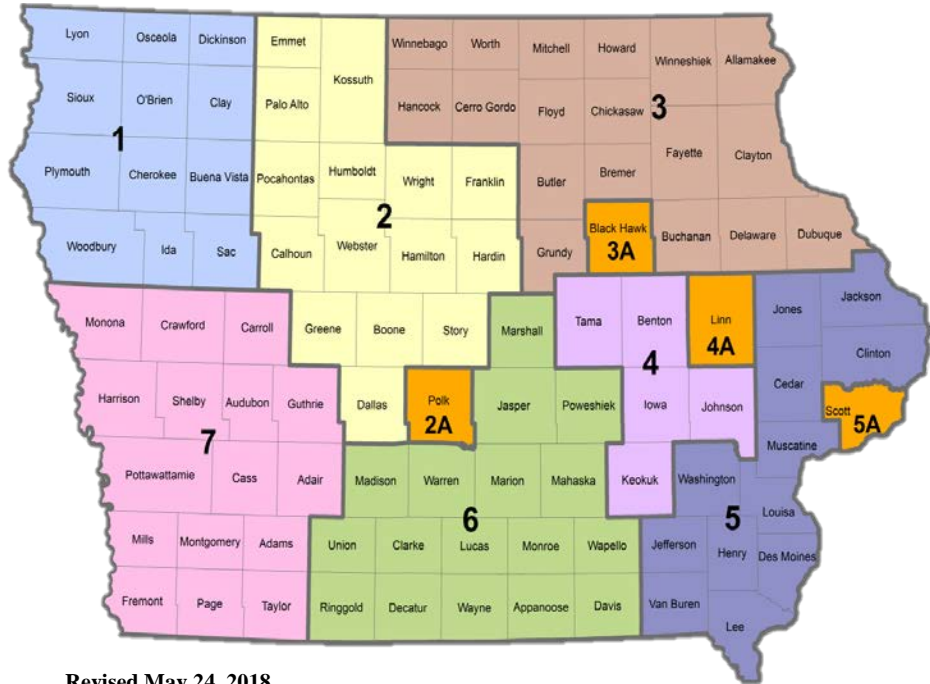 Lyon Osceola Dickinson Emmet Kossuth Winnebago Worth Mitchell Howard Winneshiek Allamakee
Sioux O'Brien Clay Palo Alto Hancock Cerro Gordo Floyd Chickasaw 3
1
Plymouth Cherokee Buena Vista Pocahontas Humboldt Wright Franklin Butler Bremer Fayette Clayton
2
Woodbury Ida Sac Calhoun Webster Hamilton Hardin Grundy Black Hawk Buchanan Delaware Dubuque
3A
Monona Crawford Carroll Greene Boone Story Marshall Tama Benton Linn Jones Jackson
4A
4
Clinton
Harrison Shelby Audubon Guthrie Dallas Polk Jasper Poweshiek Iowa Johnson Cedar Scott
2A 5A
7
Pottawattamie Cass Adair Madison Warren Marion Mahaska Keokuk Washington Muscatine
6 5
Louisa
Mills Montgomery Adams Union Clarke Lucas Monroe Wapello Jefferson Henry Des Moines
Fremont Page Taylor Ringgold Decatur Wayne Appanoose Davis Van Buren Lee
Revised May 24, 2018